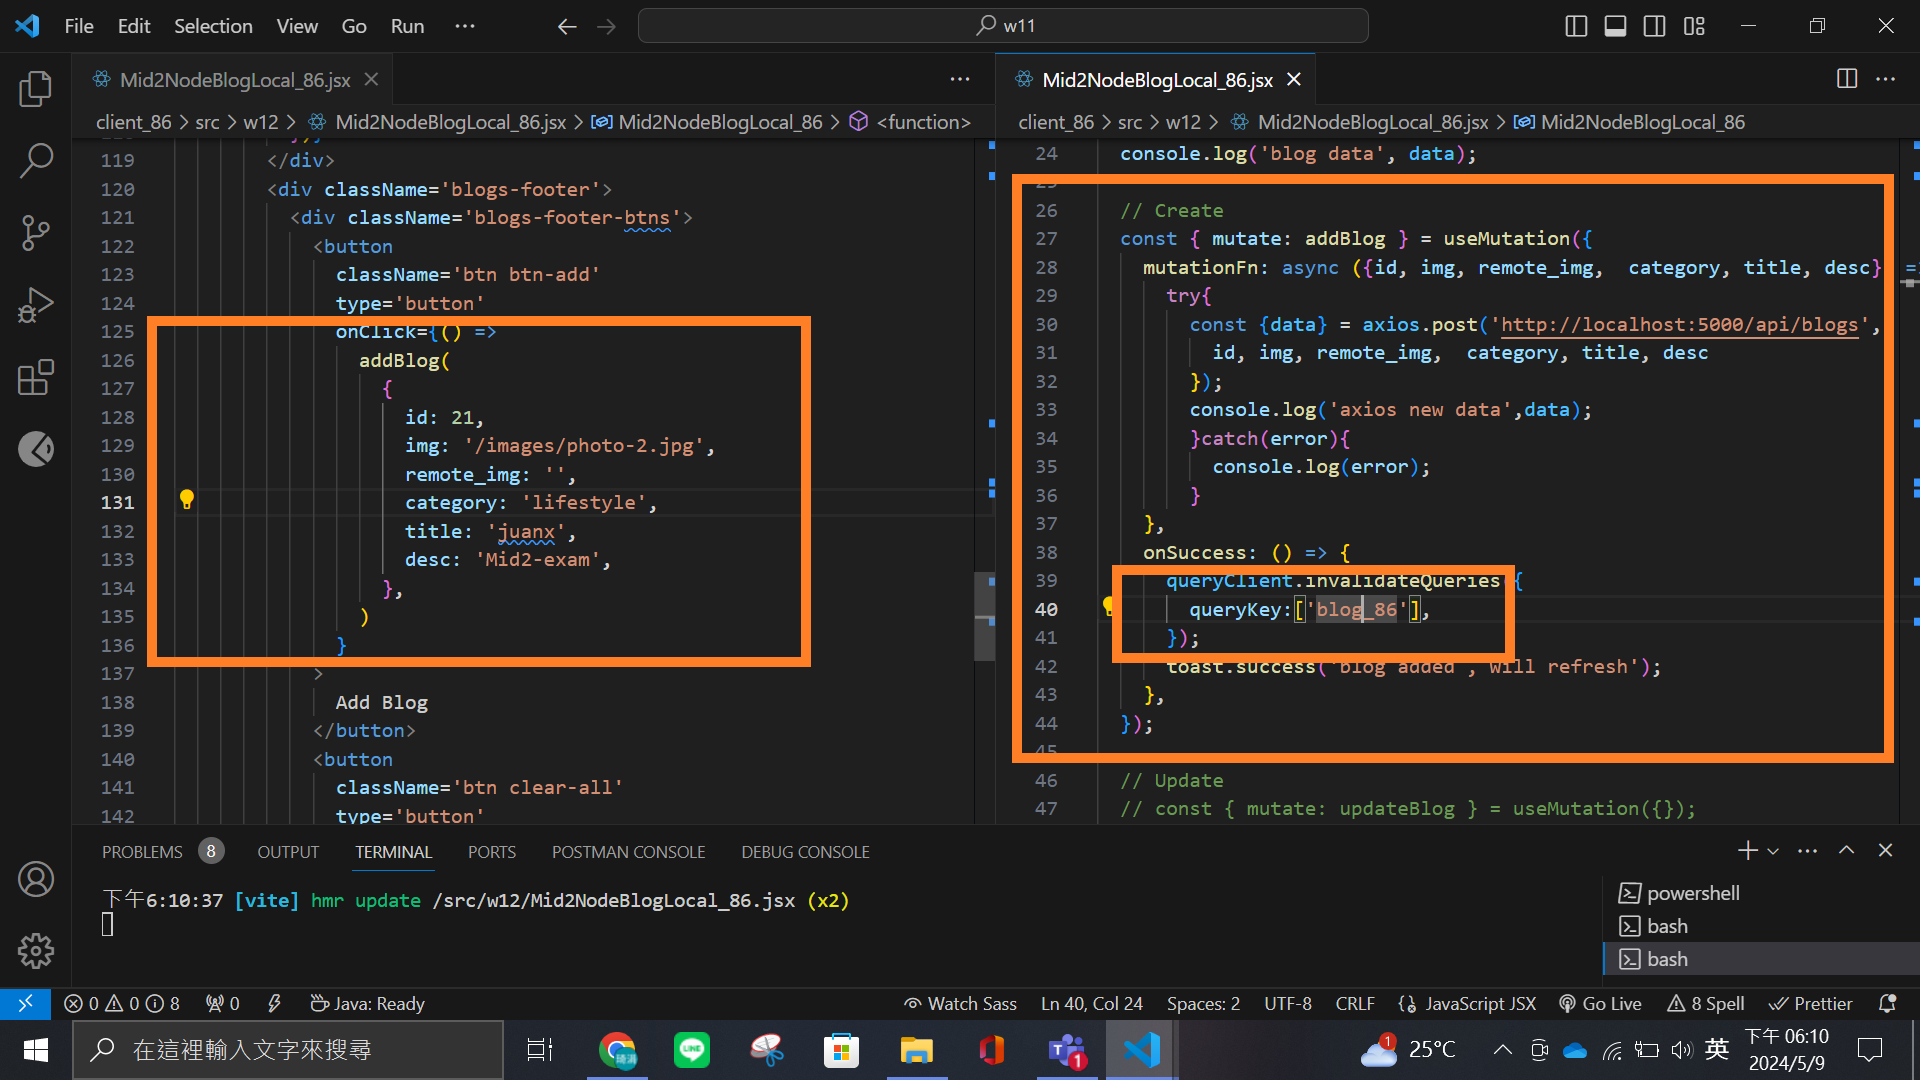 File Edit Selection View Go Run ··· w11
Mid2NodeBlogLocal_86.jsx
client_86 > src > w12 > Mid2NodeBlogLocal_86.jsx > Mid2NodeBlogLocal_86 > <function>
119 </div>
120 <div className='blogs-footer'>
121 <div className='blogs-footer-btns'>
122 <button
123 className='btn btn-add'
124 type='button'
125 onClick={() =>
126 addBlog(
127 {
128 id: 21,
129 img: '/images/photo-2.jpg',
130 remote_img: '',
131 category: 'lifestyle',
132 title: 'juanx',
133 desc: 'Mid2-exam',
134 },
135 )
136 }
137 >
138 Add Blog
139 </button>
140 <button
141 className='btn clear-all'
142 type='button'
Mid2NodeBlogLocal_86.jsx
client_86 > src > w12 > Mid2NodeBlogLocal_86.jsx > Mid2NodeBlogLocal_86
24 console.log('blog data', data);
25
26 // Create
27 const { mutate: addBlog } = useMutation({
28 mutationFn: async ({id, img, remote_img,  category, title, desc} =
29 try{
30 const {data} = axios.post('http://localhost:5000/api/blogs',
31 id, img, remote_img,  category, title, desc
32 });
33 console.log('axios new data',data);
34 }catch(error){
35 console.log(error);
36 }
37 },
38 onSuccess: () => {
39 queryClient.invalidateQueries({
40 queryKey:['blog_86'],
41 });
42 toast.success('blog added , will refresh');
43 },
44 });
45
46 // Update
47 // const { mutate: updateBlog } = useMutation({});
PROBLEMS 8 OUTPUT TERMINAL PORTS POSTMAN CONSOLE DEBUG CONSOLE
下午6:10:37 [vite] hmr update /src/w12/Mid2NodeBlogLocal_86.jsx (x2)
powershell
bash
bash
0 0 8 0 Java: Ready Watch Sass Ln 40, Col 24 Spaces: 2 UTF-8 CRLF JavaScript JSX Go Live 8 Spell Prettier
在這裡輸入文字來搜尋 LINE 1 1 25°C 英 下午 06:10
2024/5/9